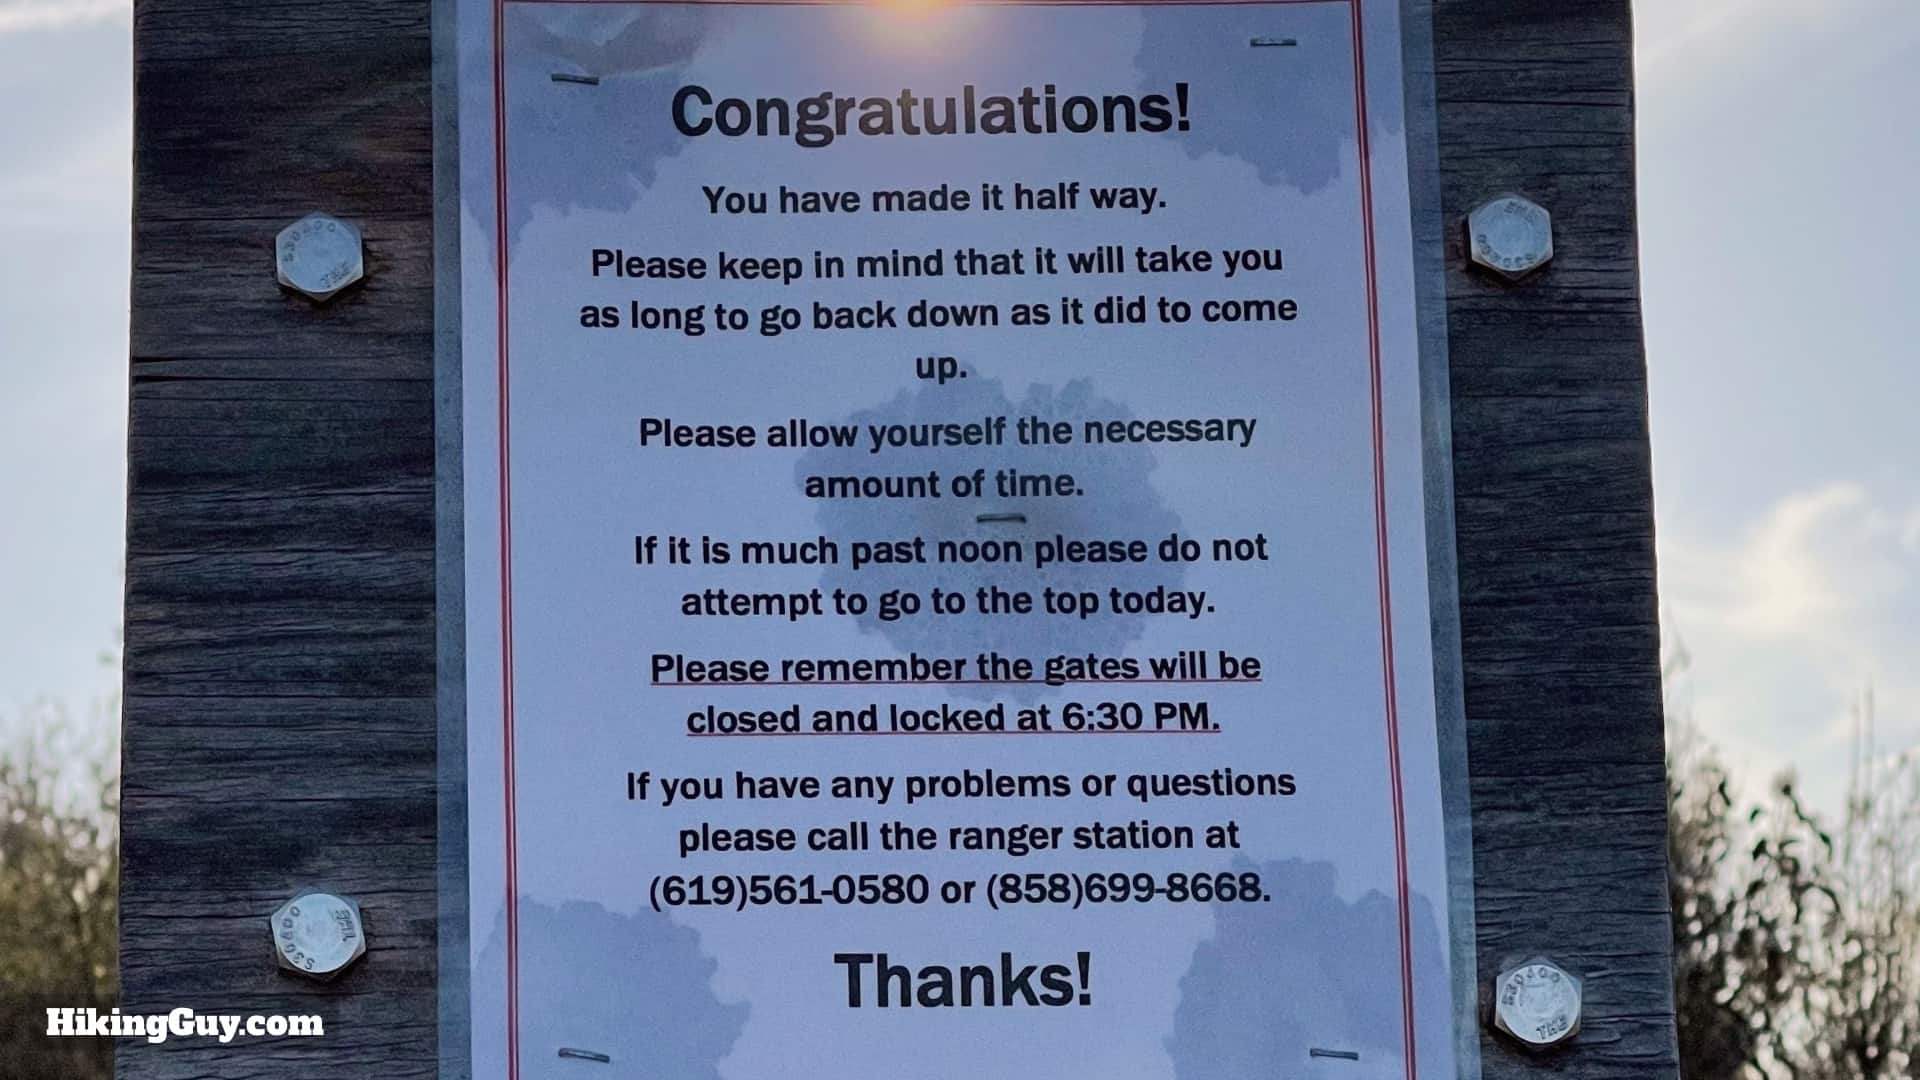 Congratulations!
You have made it half way.
Please keep in mind that it will take you
as long to go back down as it did to come
up.
Please allow yourself the necessary
amount of time.
If it is much past noon please do not
attempt to go to the top today.
Please remember the gates will be
closed and locked at 6:30 PM.
If you have any problems or questions
please call the ranger station at
(619)561-0580 or (858)699-8668.
Thanks!
HikingGuy.com